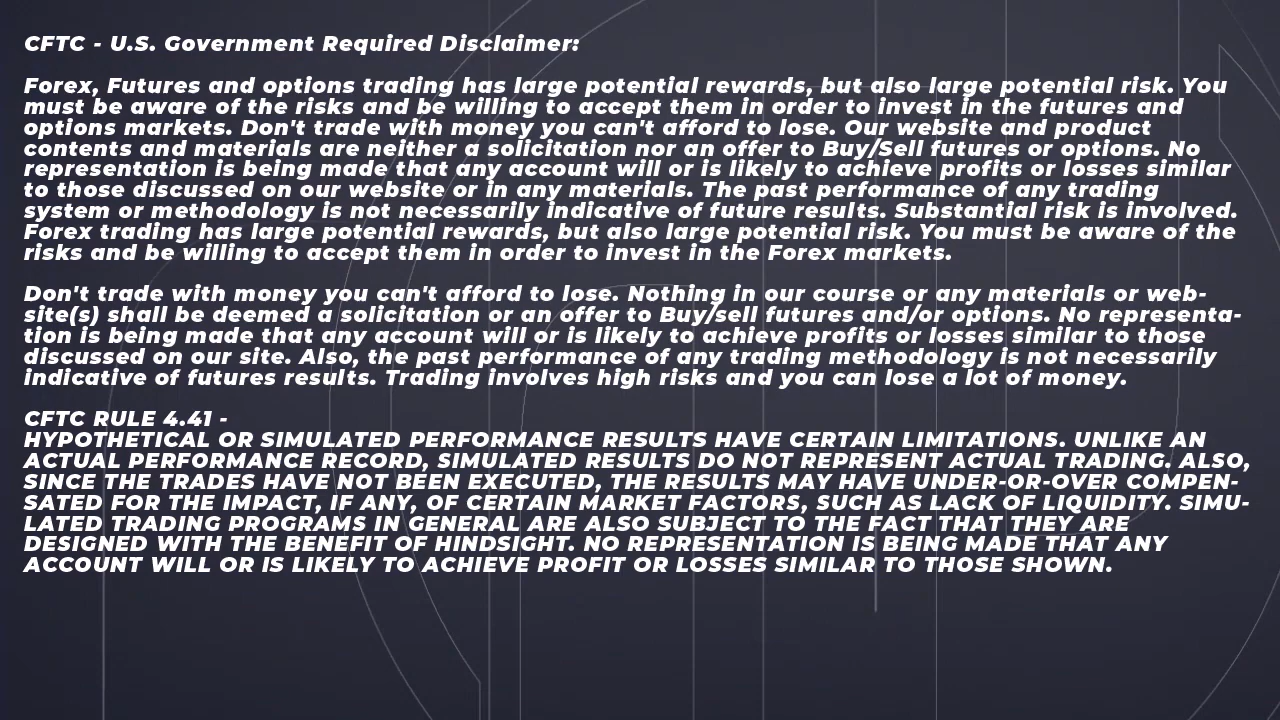 CFTC - U.S. Government Required Disclaimer:
Forex, Futures and options trading has large potential rewards, but also large potential risk. You
must be aware of the risks and be willing to accept them in order to invest in the futures and
options markets. Don't trade with money you can't afford to lose. Our website and product
contents and materials are neither a solicitation nor an offer to Buy/Sell futures or options. No
representation is being made that any account will or is likely to achieve profits or losses similar
to those discussed on our website or in any materials. The past performance of any trading
system or methodology is not necessarily indicative of future results. Substantial risk is involved.
Forex trading has large potential rewards, but also large potential risk. You must be aware of the
risks and be willing to accept them in order to invest in the Forex markets.
Don't trade with money you can't afford to lose. Nothing in our course or any materials or web-
site(s) shall be deemed a solicitation or an offer to Buy/sell futures and/or options. No representa-
tion is being made that any account will or is likely to achieve profits or losses similar to those
discussed on our site. Also, the past performance of any trading methodology is not necessarily
indicative of futures results. Trading involves high risks and you can lose a lot of money.
CFTC RULE 4.41 -
HYPOTHETICAL OR SIMULATED PERFORMANCE RESULTS HAVE CERTAIN LIMITATIONS. UNLIKE AN
ACTUAL PERFORMANCE RECORD, SIMULATED RESULTS DO NOT REPRESENT ACTUAL TRADING. ALSO,
SINCE THE TRADES HAVE NOT BEEN EXECUTED, THE RESULTS MAY HAVE UNDER-OR-OVER COMPEN-
SATED FOR THE IMPACT, IF ANY, OF CERTAIN MARKET FACTORS, SUCH AS LACK OF LIQUIDITY. SIMU-
LATED TRADING PROGRAMS IN GENERAL ARE ALSO SUBJECT TO THE FACT THAT THEY ARE
DESIGNED WITH THE BENEFIT OF HINDSIGHT. NO REPRESENTATION IS BEING MADE THAT ANY
ACCOUNT WILL OR IS LIKELY TO ACHIEVE PROFIT OR LOSSES SIMILAR TO THOSE SHOWN.